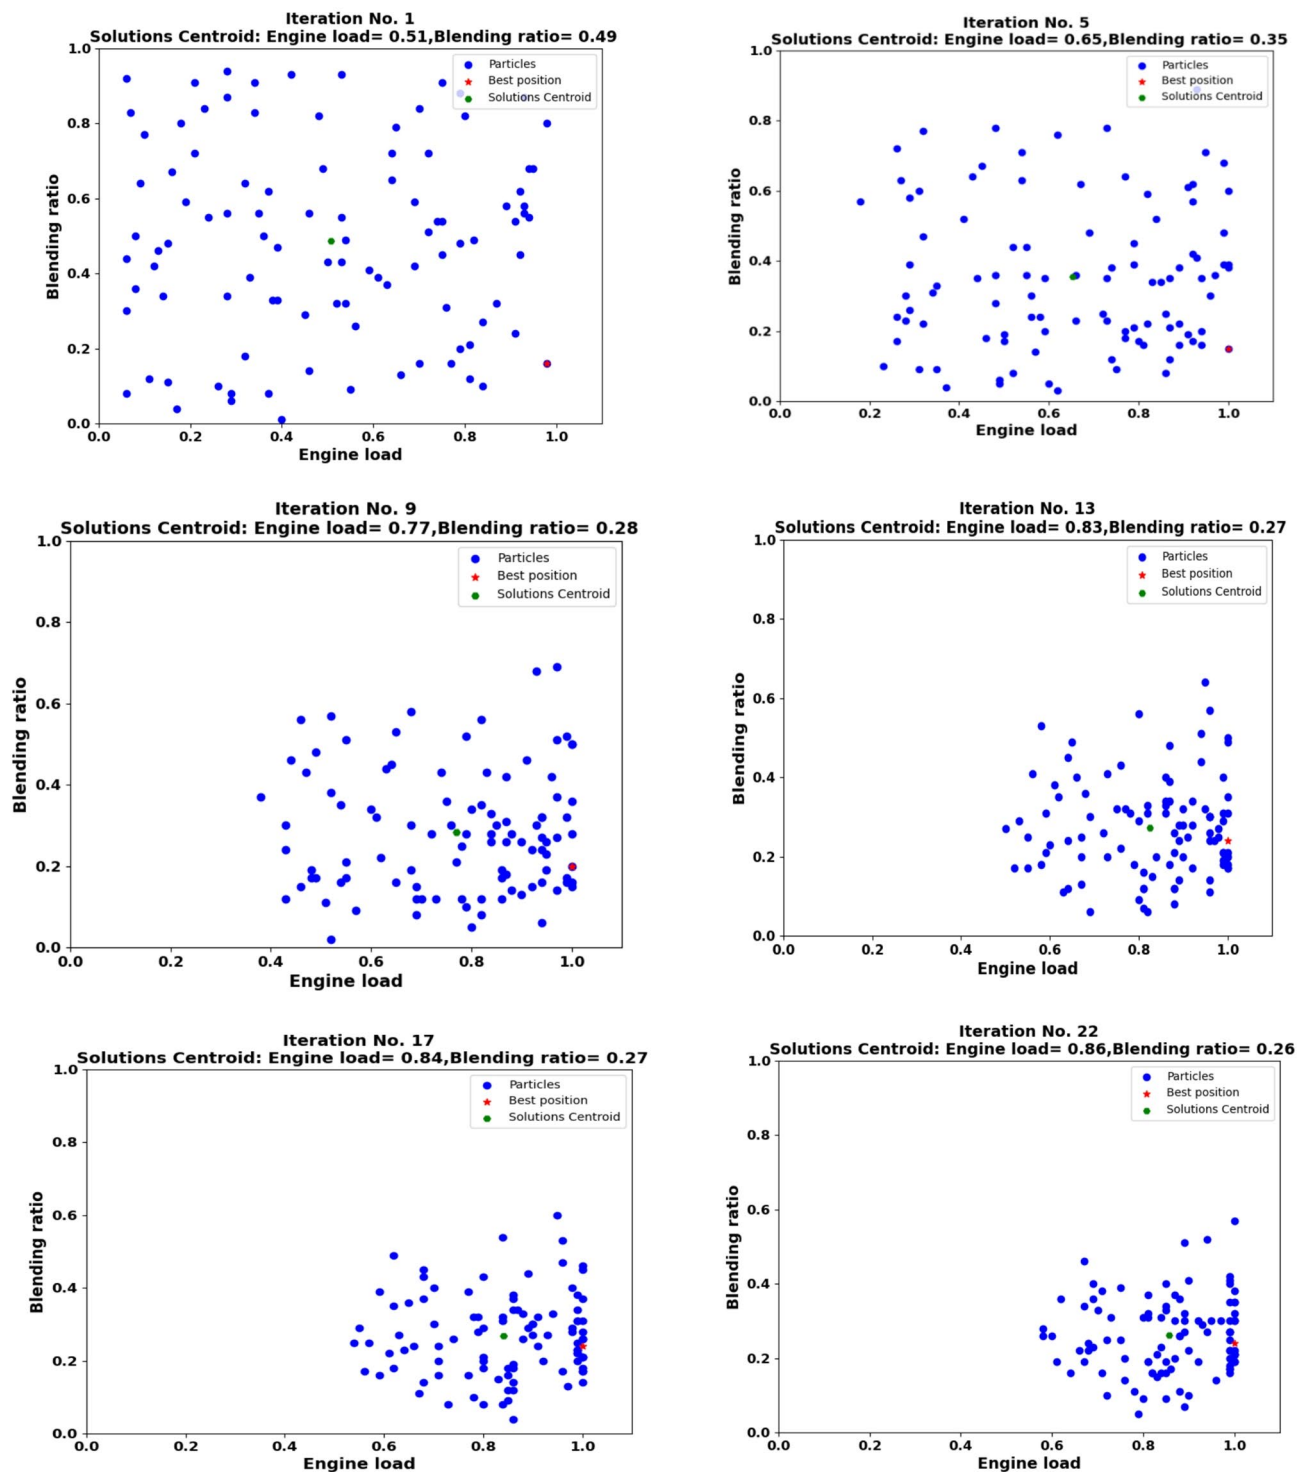 Iteration No. 1
Solutions Centroid: Engine load= 0.51,Blending ratio= 0.49
Particles
Best position
Solutions Centroid
1.0
0.8
0.6
0.4
0.2
0.0
Blending ratio
0.0 0.2 0.4 0.6 0.8 1.0
Engine load
Iteration No. 5
Solutions Centroid: Engine load= 0.65,Blending ratio= 0.35
Particles
Best position
Solutions Centroid
1.0
0.8
0.6
0.4
0.2
0.0
Blending ratio
0.0 0.2 0.4 0.6 0.8 1.0
Engine load
Iteration No. 9
Solutions Centroid: Engine load= 0.77,Blending ratio= 0.28
Particles
Best position
Solutions Centroid
1.0
0.8
0.6
0.4
0.2
0.0
Blending ratio
0.0 0.2 0.4 0.6 0.8 1.0
Engine load
Iteration No. 13
Solutions Centroid: Engine load= 0.83,Blending ratio= 0.27
Particles
Best position
Solutions Centroid
1.0
0.8
0.6
0.4
0.2
0.0
Blending ratio
0.0 0.2 0.4 0.6 0.8 1.0
Engine load
Iteration No. 17
Solutions Centroid: Engine load= 0.84,Blending ratio= 0.27
Particles
Best position
Solutions Centroid
1.0
0.8
0.6
0.4
0.2
0.0
Blending ratio
0.0 0.2 0.4 0.6 0.8 1.0
Engine load
Iteration No. 22
Solutions Centroid: Engine load= 0.86,Blending ratio= 0.26
Particles
Best position
Solutions Centroid
1.0
0.8
0.6
0.4
0.2
0.0
Blending ratio
0.0 0.2 0.4 0.6 0.8 1.0
Engine load